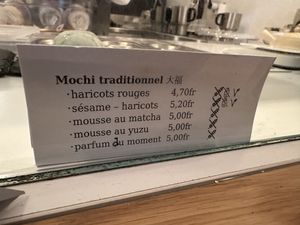 Mochi traditionnel 大福
·haricots rouges 4,70fr
·sésame – haricots 5,20fr
·mousse au matcha 5,00fr
·mousse au yuzu 5,00fr
·parfum du moment 5,00fr